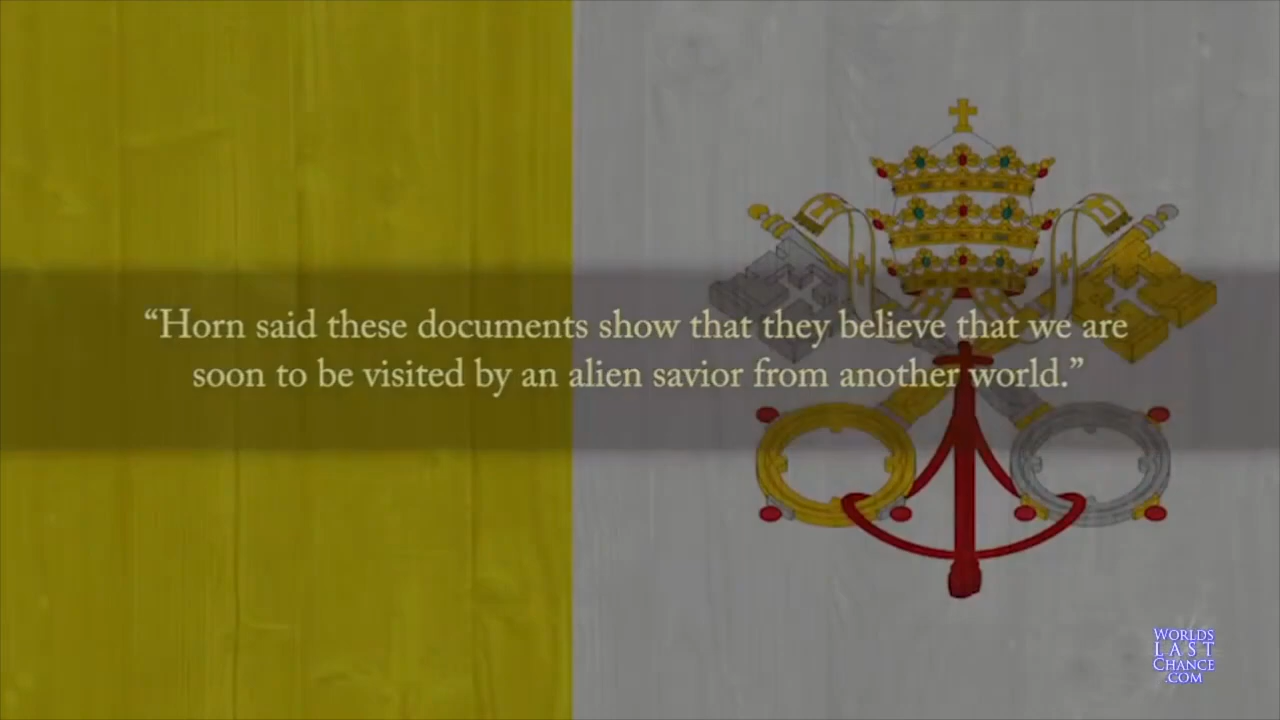 “Horn said these documents show that they believe that we are
soon to be visited by an alien savior from another world.”
WORLDS
LAST
CHANCE
.COM